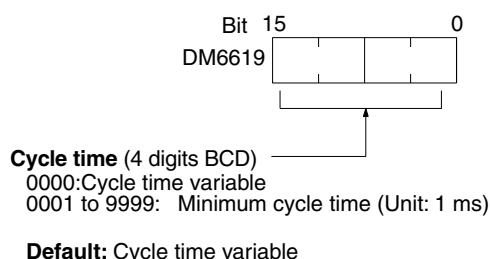 Bit 15 0
DM6619
Cycle time (4 digits BCD)
0000:Cycle time variable
0001 to 9999: Minimum cycle time (Unit: 1 ms)
Default: Cycle time variable